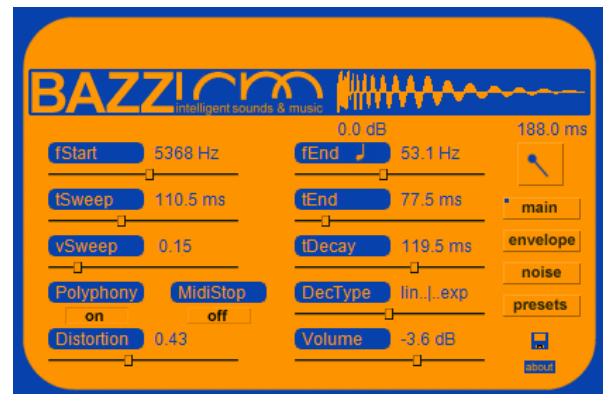 BAZZ ICM
intelligent sounds & music
0.0 dB 188.0 ms
fStart 5368 Hz fEnd 53.1 Hz
tSweep 110.5 ms tEnd 77.5 ms main
vSweep 0.15 tDecay 119.5 ms envelope
noise
Polyphony MidiStop DecType lin..|..exp presets
on off
Distortion 0.43 Volume -3.6 dB
about